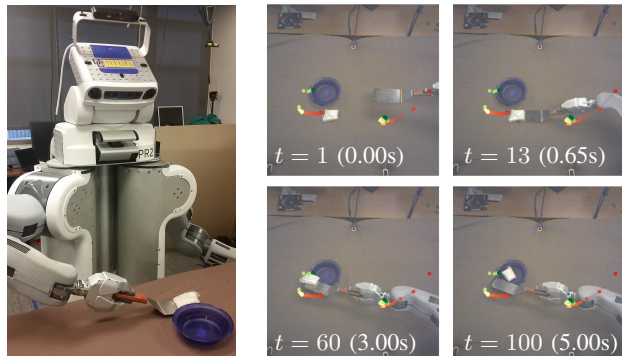 PR2
t = 1 (0.00s)
t = 13 (0.65s)
t = 60 (3.00s)
t = 100 (5.00s)